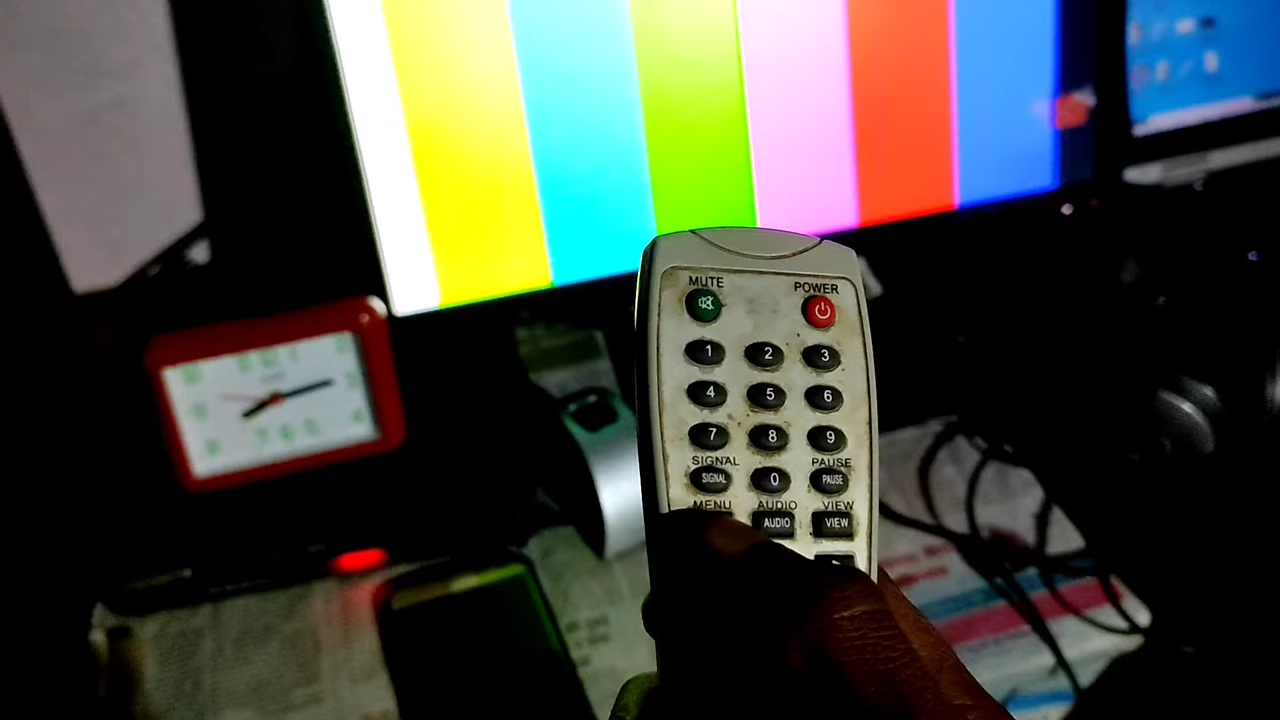 MUTE POWER
1 2 3
4 5 6
7 8 9
SIGNAL PAUSE
SIGNAL 0 PAUSE
MENU AUDIO VIEW
AUDIO VIEW